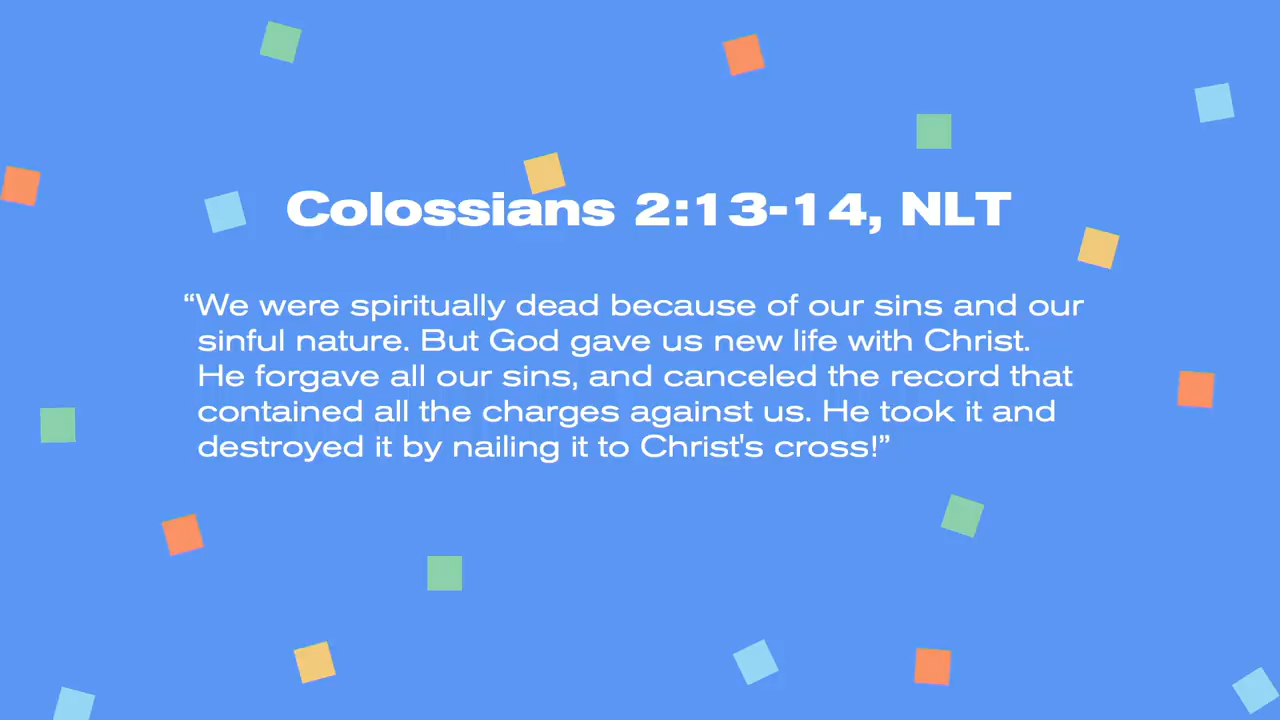 Colossians 2:13-14, NLT
“We were spiritually dead because of our sins and our
sinful nature. But God gave us new life with Christ.
He forgave all our sins, and canceled the record that
contained all the charges against us. He took it and
destroyed it by nailing it to Christ's cross!”